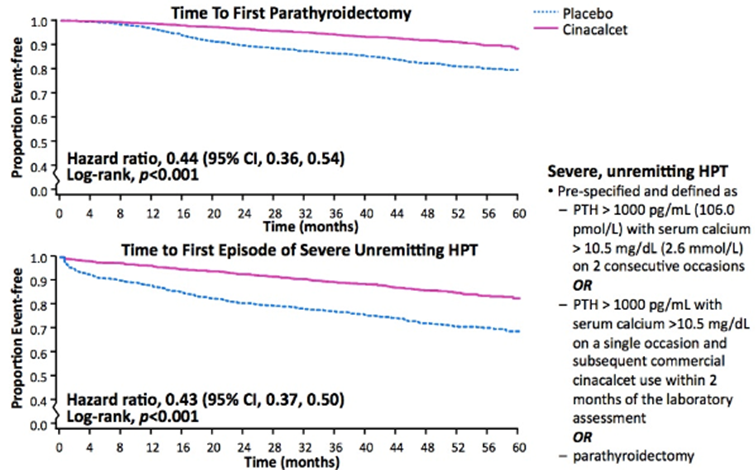 Time To First Parathyroidectomy
Placebo
Cinacalcet
Proportion Event-free
1.0
0.9
0.8
0.7
0.6
0.5
0.4
0.0
Hazard ratio, 0.44 (95% CI, 0.36, 0.54)
Log-rank, p<0.001
0 4 8 12 16 20 24 28 32 36 40 44 48 52 56 60
Time (months)
Time to First Episode of Severe Unremitting HPT
Proportion Event-free
1.0
0.9
0.8
0.7
0.6
0.5
0.4
0.0
Hazard ratio, 0.43 (95% CI, 0.37, 0.50)
Log-rank, p<0.001
0 4 8 12 16 20 24 28 32 36 40 44 48 52 56 60
Time (months)
Severe, unremitting HPT
• Pre-specified and defined as
– PTH > 1000 pg/mL (106.0
pmol/L) with serum calcium
> 10.5 mg/dL (2.6 mmol/L)
on 2 consecutive occasions
OR
– PTH > 1000 pg/mL with
serum calcium >10.5 mg/dL
on a single occasion and
subsequent commercial
cinacalcet use within 2
months of the laboratory
assessment
OR
– parathyroidectomy